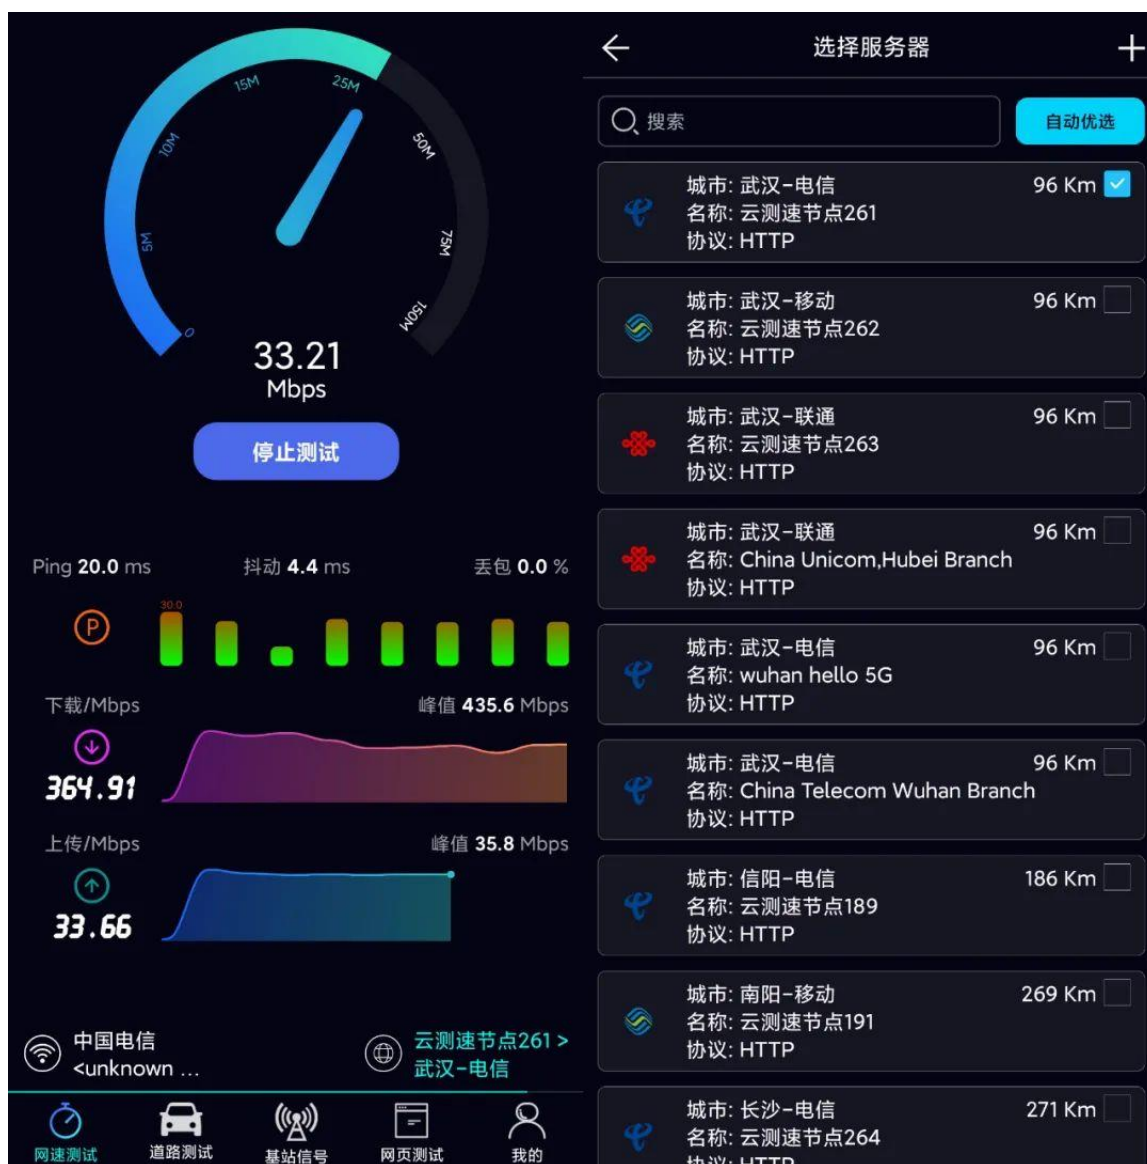 0
5M
10M
15M
25M
50M
75M
150M
33.21
Mbps
停止测试
Ping 20.0 ms
抖动 4.4 ms
丢包 0.0 %
30.0
P
下载/Mbps
峰值 435.6 Mbps
364.91
上传/Mbps
峰值 35.8 Mbps
33.66
中国电信
<unknown ...
云测速节点261 >
武汉-电信
网速测试
道路测试
基站信号
网页测试
我的
选择服务器
搜索
自动优选
城市: 武汉-电信
96 Km
名称: 云测速节点261
协议: HTTP
城市: 武汉-移动
96 Km
名称: 云测速节点262
协议: HTTP
城市: 武汉-联通
96 Km
名称: 云测速节点263
协议: HTTP
城市: 武汉-联通
96 Km
名称: China Unicom,Hubei Branch
协议: HTTP
城市: 武汉-电信
96 Km
名称: wuhan hello 5G
协议: HTTP
城市: 武汉-电信
96 Km
名称: China Telecom Wuhan Branch
协议: HTTP
城市: 信阳-电信
186 Km
名称: 云测速节点189
协议: HTTP
城市: 南阳-移动
269 Km
名称: 云测速节点191
协议: HTTP
城市: 长沙-电信
271 Km
名称: 云测速节点264
协议: HTTP